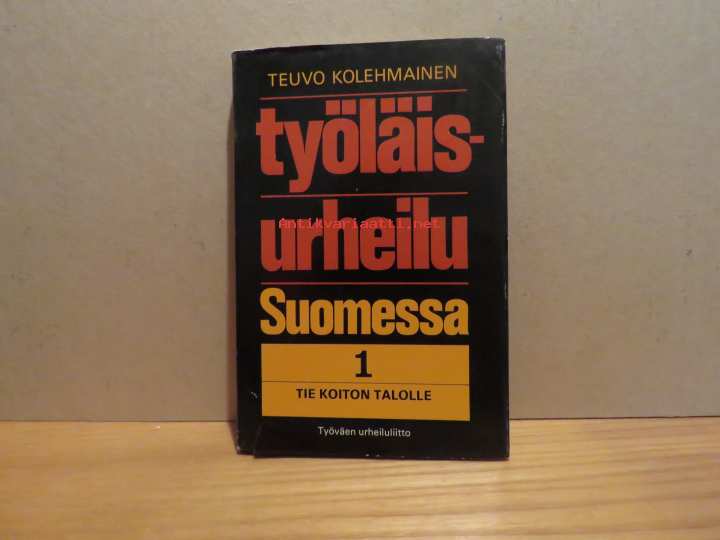 TEUVO KOLEHMAINEN
työläis-
urheilu
Antikvariaatti.net
Suomessa
1
TIE KOITON TALOLLE
Työväen urheiluliitto